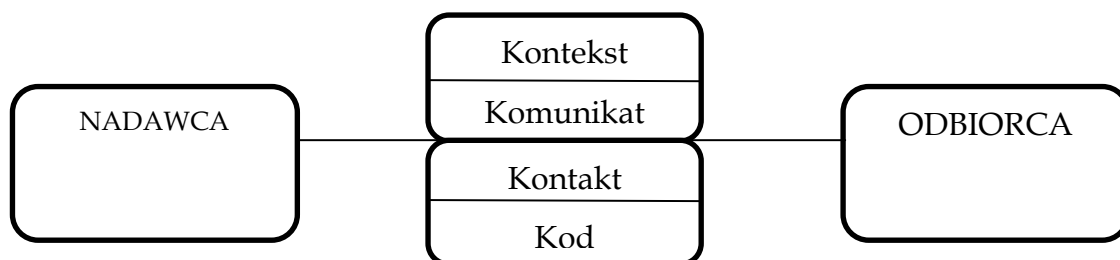 Kontekst
NADAWCA
Komunikat
ODBIORCA
Kontakt
Kod